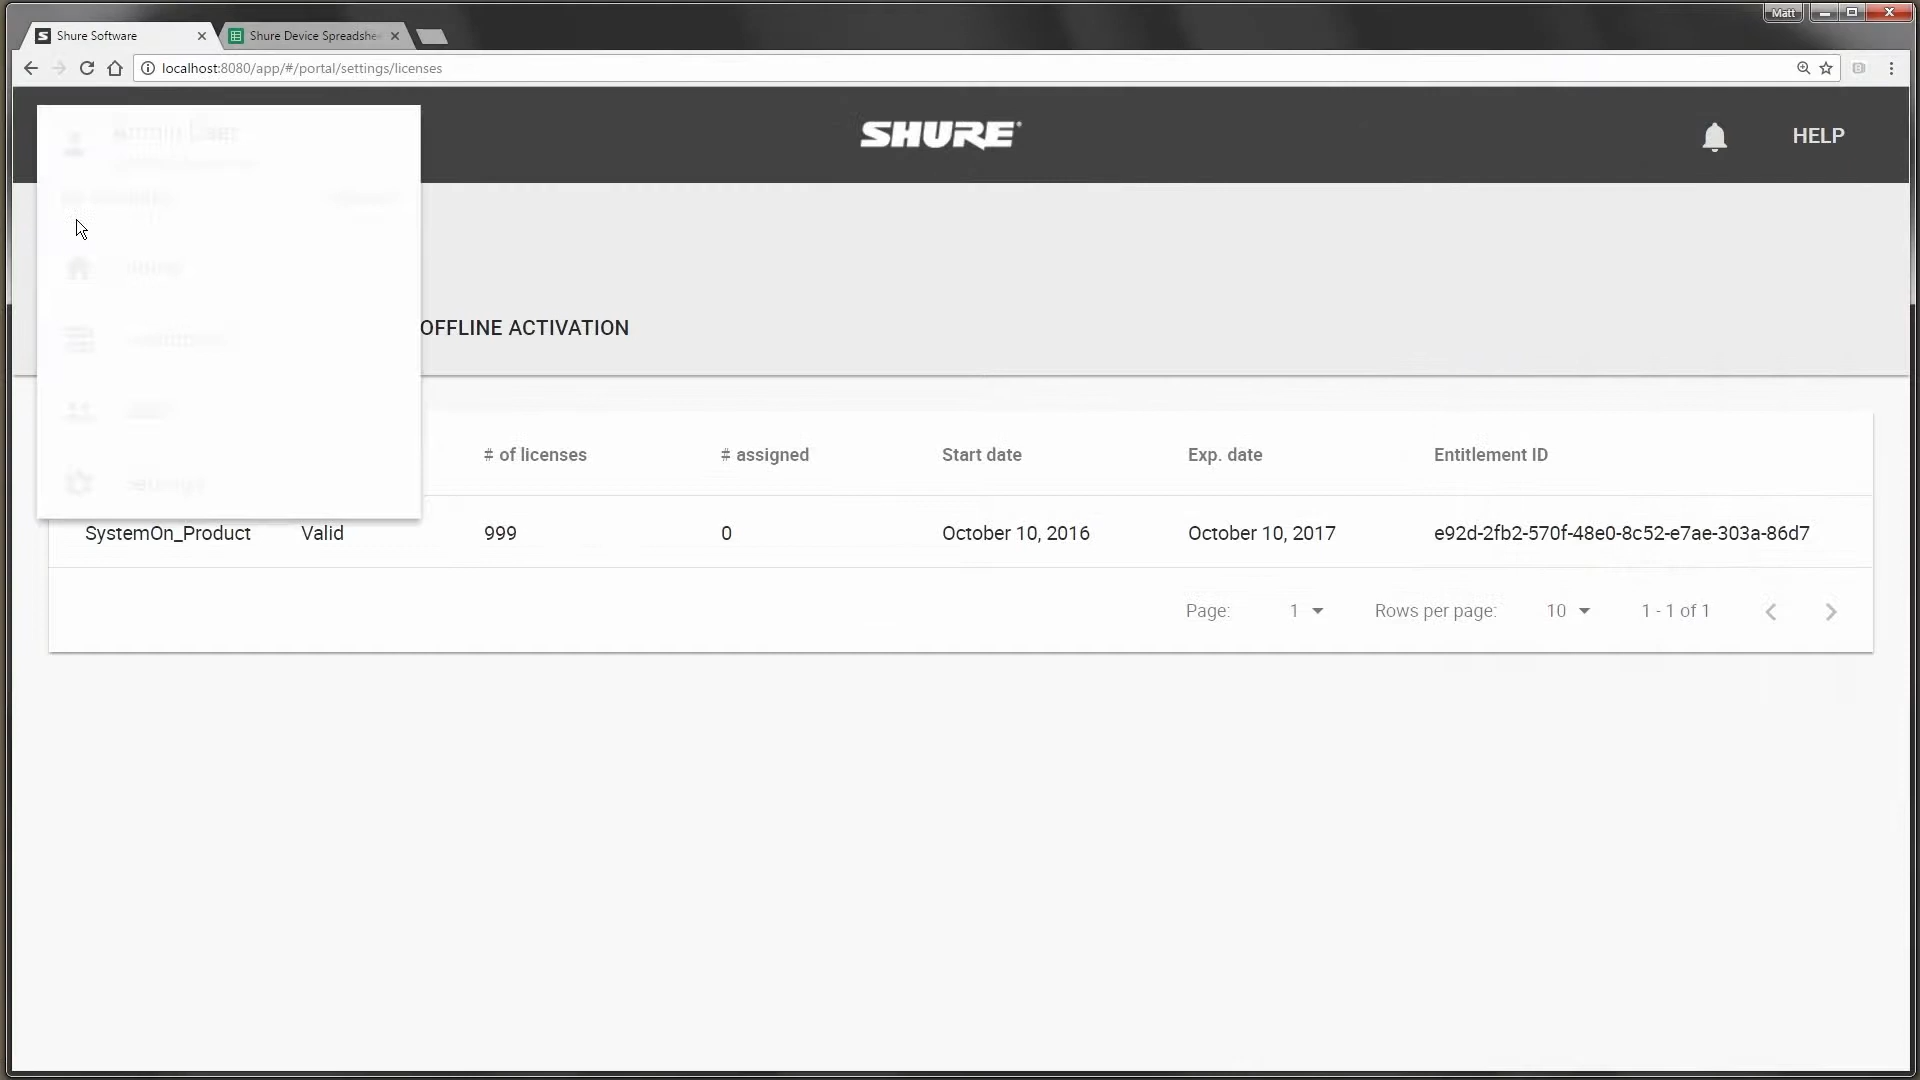 Matt
Shure Software
Shure Device Spreadshee
localhost:8080/app/#/portal/settings/licenses
SHURE
HELP
OFFLINE ACTIVATION
# of licenses # assigned Start date Exp. date Entitlement ID
SystemOn_Product Valid 999 0 October 10, 2016 October 10, 2017 e92d-2fb2-570f-48e0-8c52-e7ae-303a-86d7
Page: 1 Rows per page: 10 1 - 1 of 1